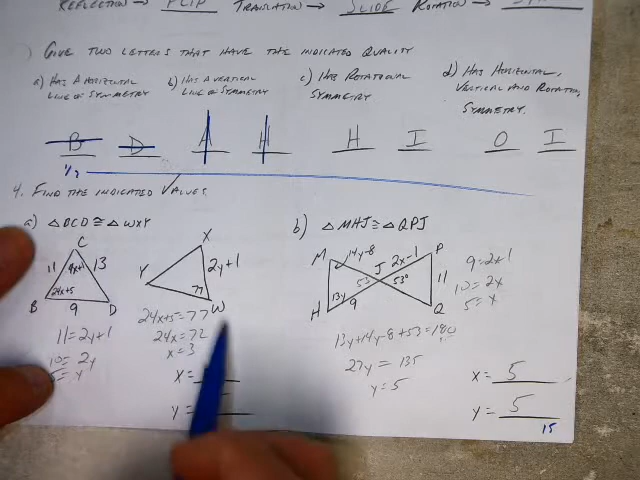 REFLECTION → FLIP TRANSLATION → SLIDE ROTATION →
) GIVE TWO LETTERS THAT HAVE THE INDICATED QUALITY
a) HAS A HORIZONTAL LINE OF SYMMETRY
b) HAS A VERTICAL LINE OF SYMMETRY
c) HAS ROTATIONAL SYMMETRY
d) HAS HORIZONTAL, VERTICAL AND ROTATION, SYMMETRY.
B D A H H I O I
4. FIND THE INDICATED VALUES.
a) △BCD ≅ △WXY
C
11 9x+1 13
24x+5
B 9 D
X
Y 2y+1
77
W
11 = 2y+1
10 = 2y
5 = y
24x+5 = 77
24x = 72
x = 3
x =
y =
b) △MHJ ≅ △QPJ
M 14y-8 2x-1 P
J
53 53° 11
13y
H 9 Q
9 = 2x-1
10 = 2x
5 = x
13y+14y-8+53 = 180
27y = 135
y = 5
x = 5
y = 5
15